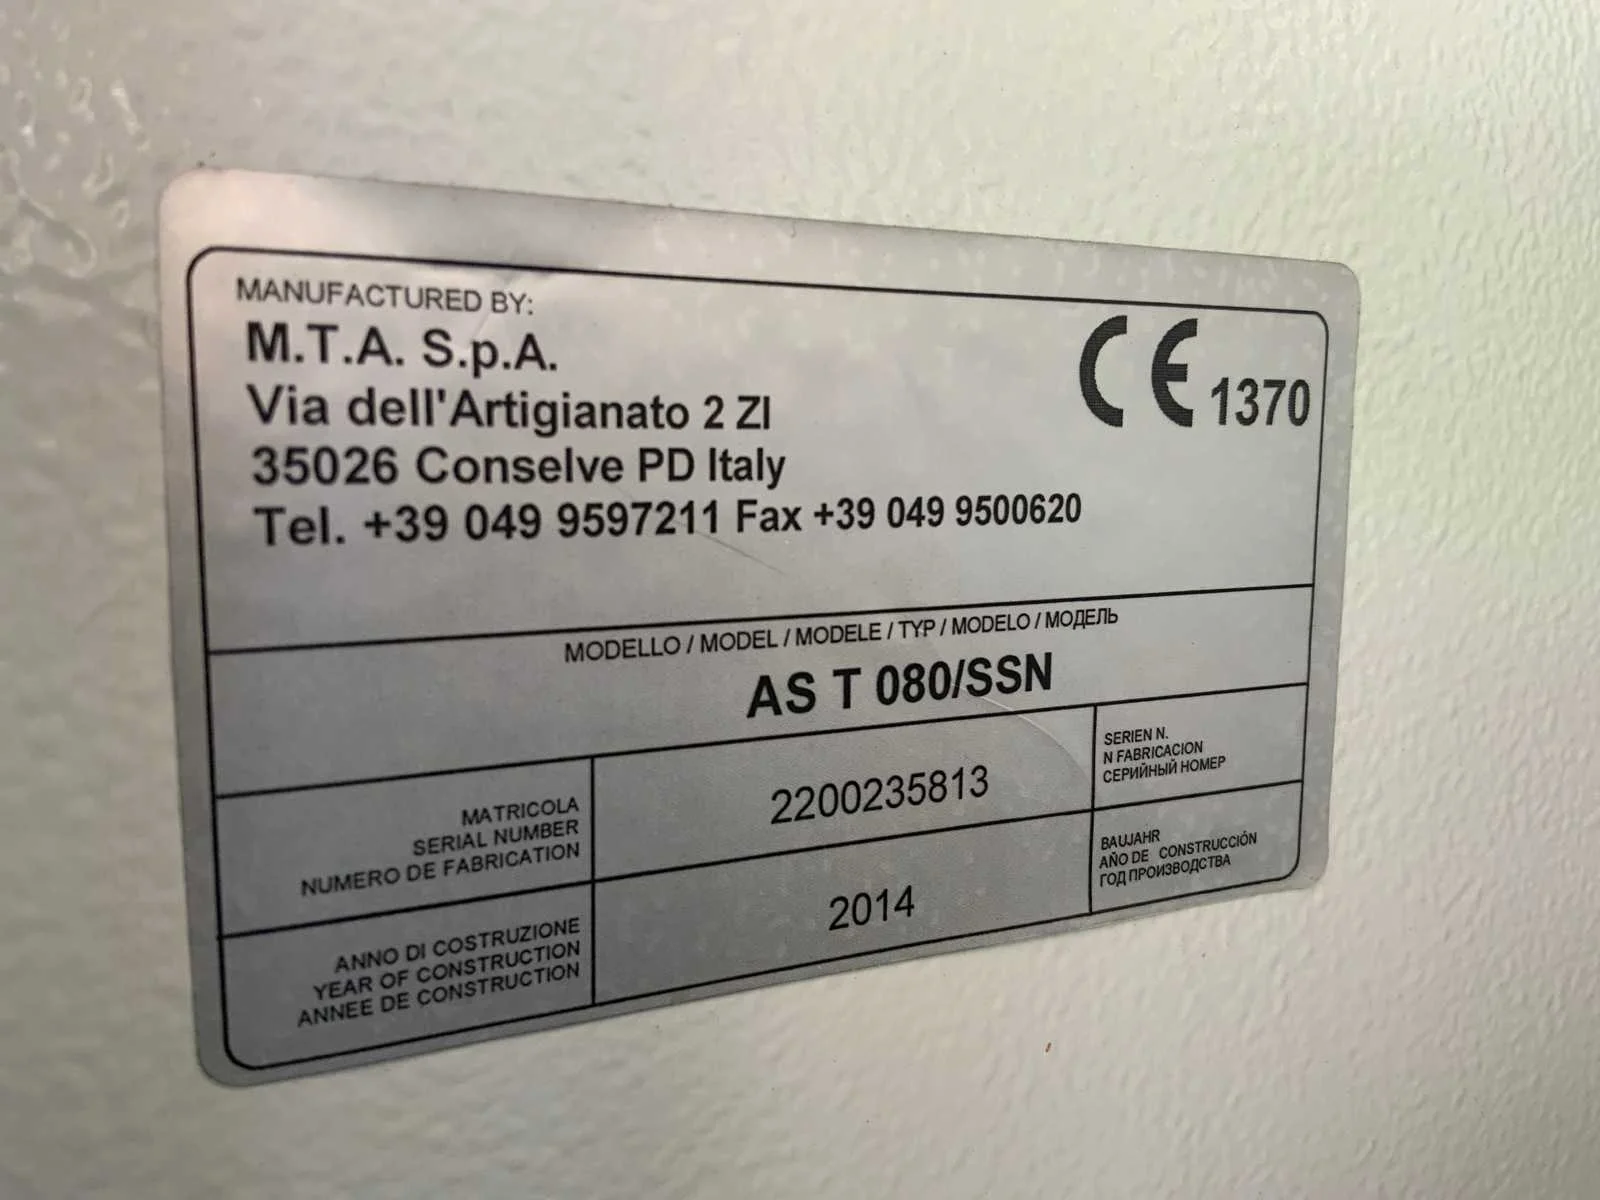 MANUFACTURED BY:
M.T.A. S.p.A.
Via dell'Artigianato 2 ZI
35026 Conselve PD Italy
Tel. +39 049 9597211 Fax +39 049 9500620
CE 1370
MODELLO / MODEL / MODELE / TYP / MODELO / МОДЕЛЬ
AS T 080/SSN
MATRICOLA
SERIAL NUMBER
NUMERO DE FABRICATION
2200235813
SERIEN N.
N FABRICACION
СЕРИЙНЫЙ НОМЕР
ANNO DI COSTRUZIONE
YEAR OF CONSTRUCTION
ANNEE DE CONSTRUCTION
2014
BAUJAHR
AÑO DE CONSTRUCCIÓN
ГОД ПРОИЗВОДСТВА